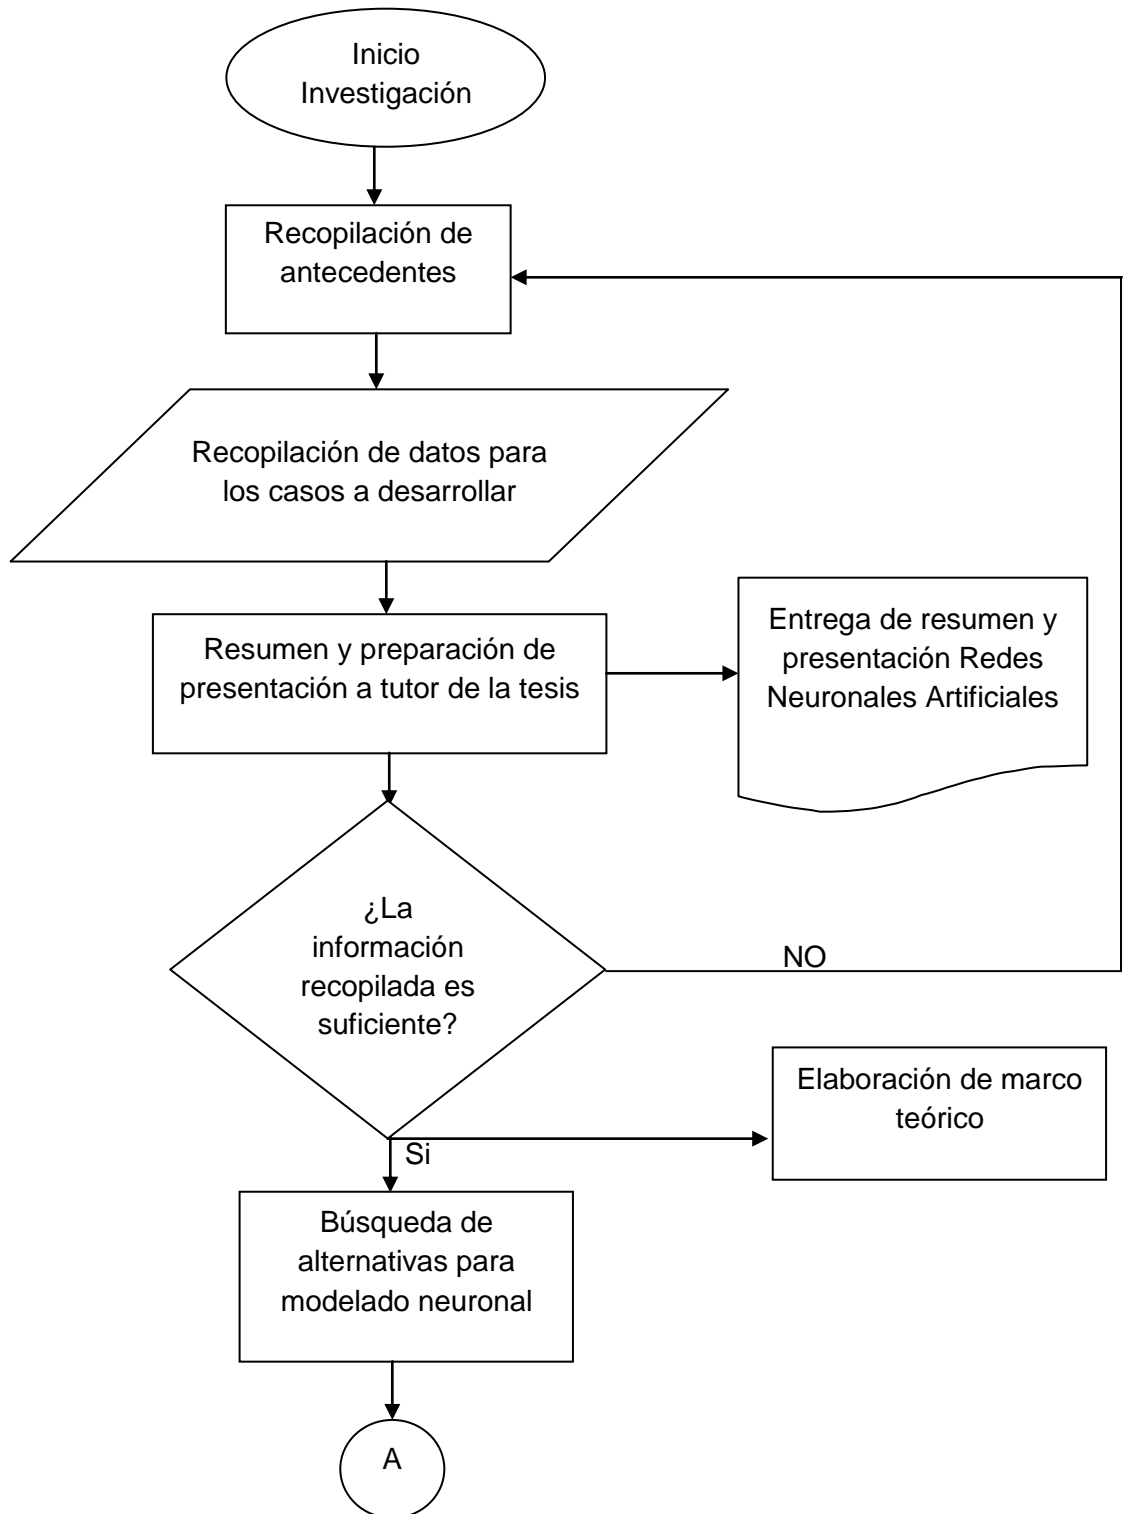 Inicio
Investigación
Recopilación de
antecedentes
Recopilación de datos para
los casos a desarrollar
Resumen y preparación de
presentación a tutor de la tesis
Entrega de resumen y
presentación Redes
Neuronales Artificiales
¿La
información
recopilada es
suficiente?
NO
Elaboración de marco
teórico
Si
Búsqueda de
alternativas para
modelado neuronal
A